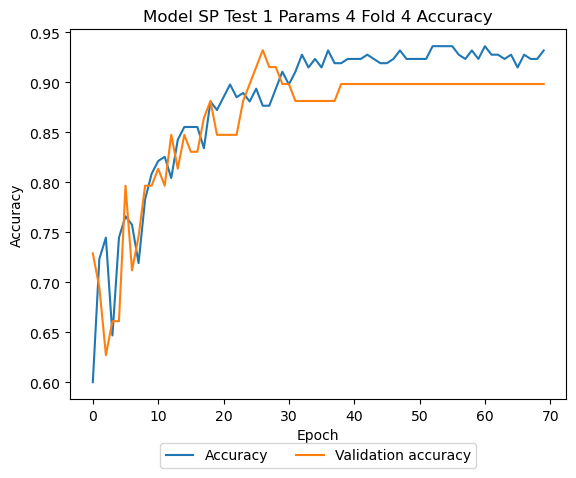 Model SP Test 1 Params 4 Fold 4 Accuracy
0.95
0.90
0.85
0.80
0.75
0.70
0.65
0.60
Accuracy
0 10 20 30 40 50 60 70
Epoch
Accuracy Validation accuracy